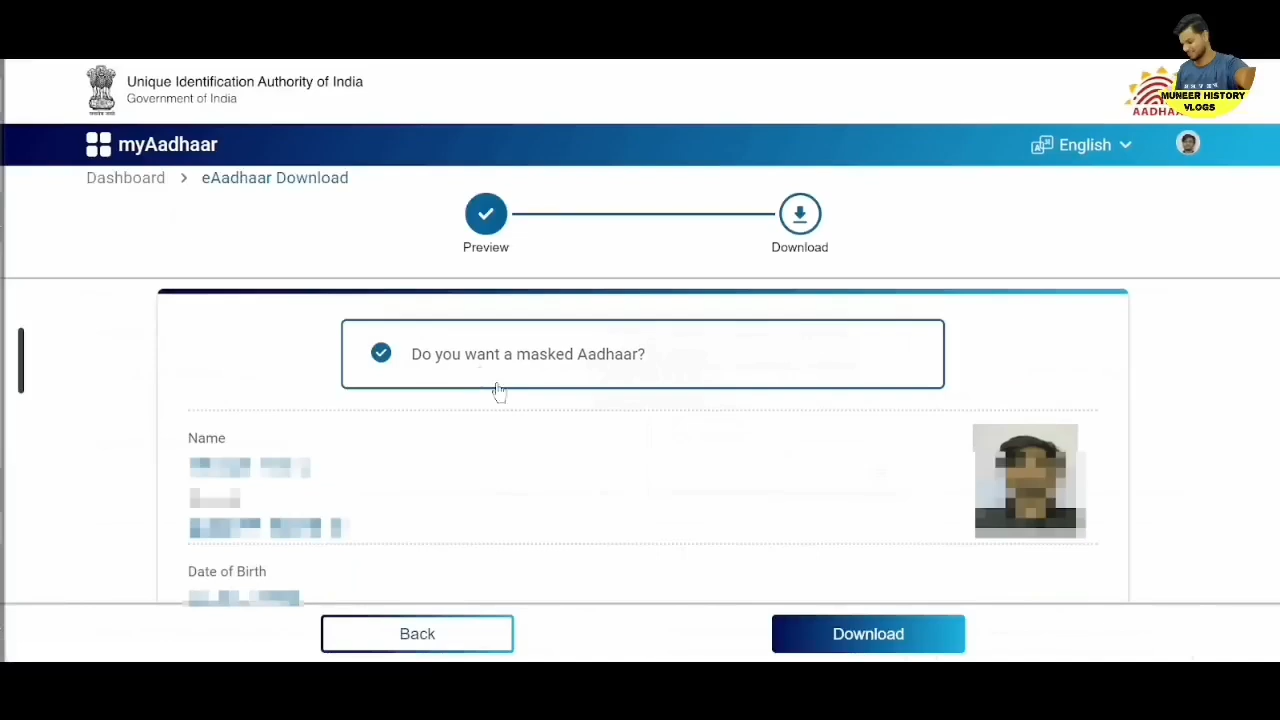 Unique Identification Authority of India
Government of India
MUNEER HISTORY
VLOGS
myAadhaar
English
Dashboard > eAadhaar Download
Preview
Download
Do you want a masked Aadhaar?
Name
Date of Birth
Back
Download